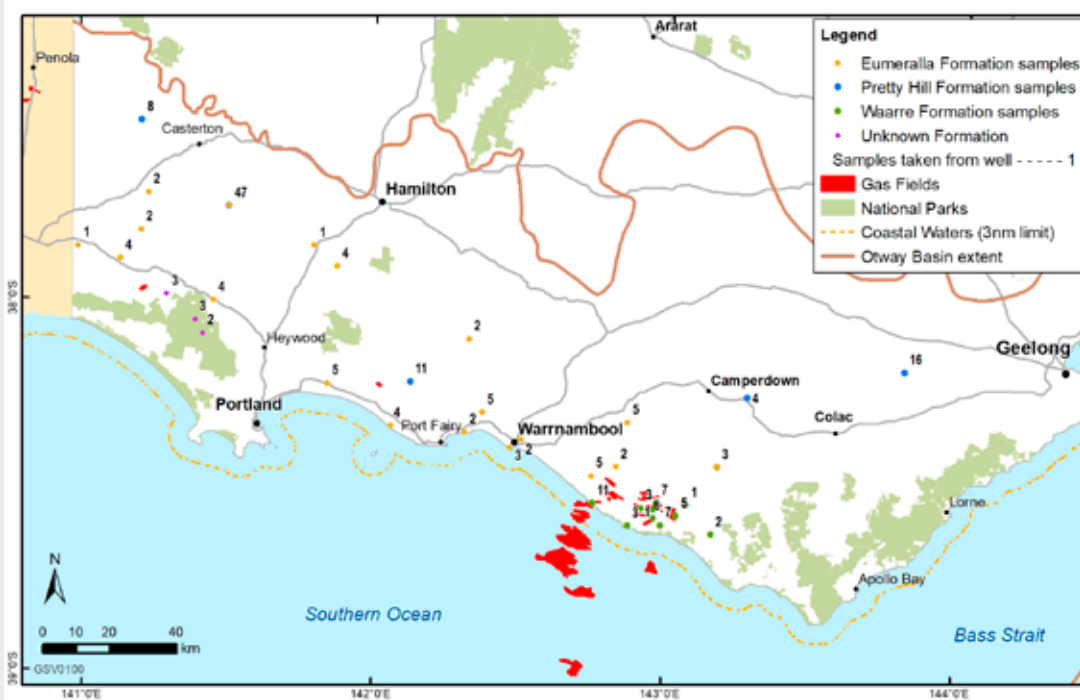 Ararat
Penola
Legend
Eumeralla Formation samples
Pretty Hill Formation samples
Waarre Formation samples
Unknown Formation
Samples taken from well - - - - - 1
Gas Fields
National Parks
Coastal Waters (3nm limit)
Otway Basin extent
8
Casterton
2
47
Hamilton
2
1
4
1
4
3
4
3
2
38°0'S
Heywood
2
5
11
16
Geelong
Camperdown
4
Portland
4
5
5
Colac
Port Fairy
2
Warrnambool
3
2
5
2
3
11
3
7
1
5
3
1
7
2
Lorne
Apollo Bay
N
Southern Ocean
Bass Strait
0 10 20 40
km
GSV0100
39°0'S
141°0'E
142°0'E
143°0'E
144°0'E